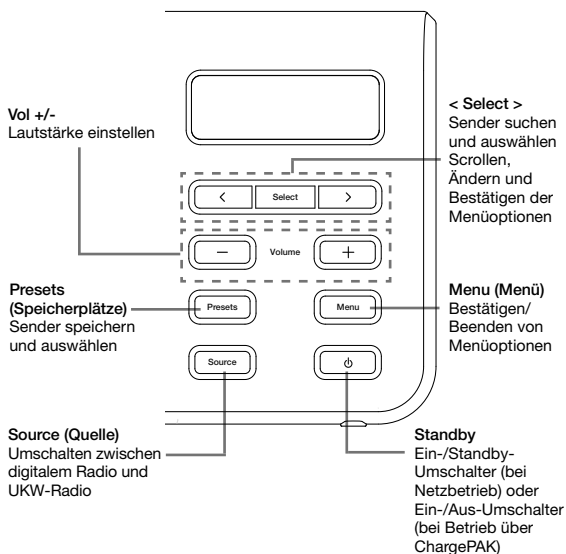 Vol +/-
Lautstärke einstellen
< Select >
Sender suchen
und auswählen
Scrollen,
Ändern und
Bestätigen der
Menüoptionen
< Select >
− Volume +
Presets
(Speicherplätze)
Sender speichern
und auswählen
Presets
Menu
Menu (Menü)
Bestätigen/
Beenden von
Menüoptionen
Source
Source (Quelle)
Umschalten zwischen
digitalem Radio und
UKW-Radio
Standby
Ein-/Standby-
Umschalter (bei
Netzbetrieb) oder
Ein-/Aus-Umschalter
(bei Betrieb über
ChargePAK)